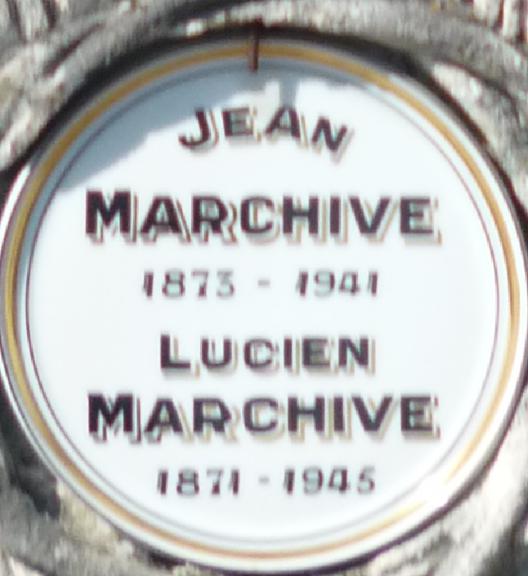 JEAN
MARCHIVE
1873 - 1941
LUCIEN
MARCHIVE
1871 - 1945